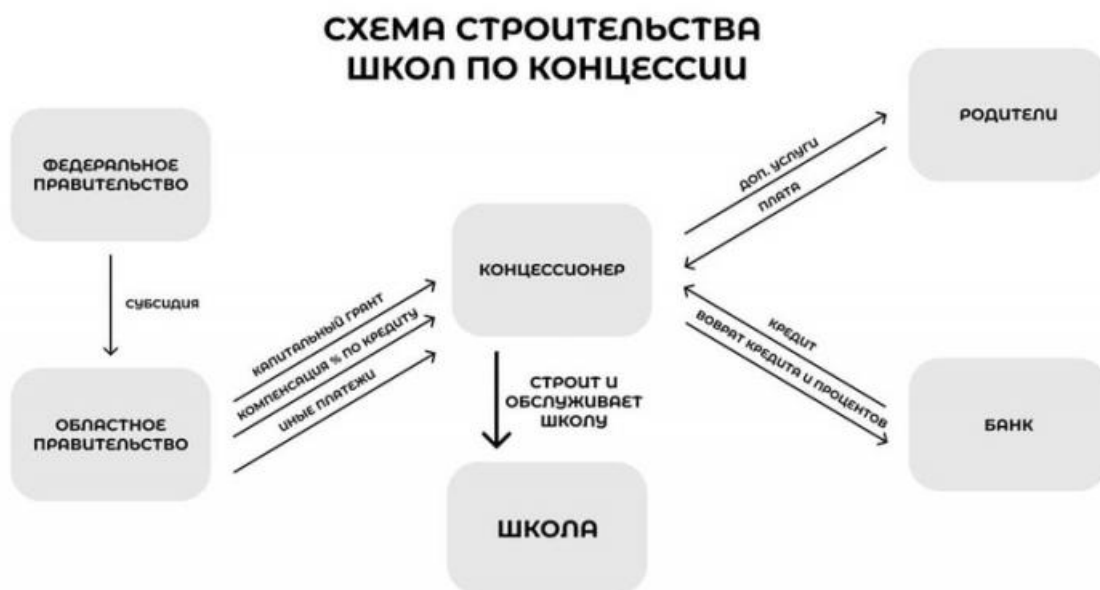 СХЕМА СТРОИТЕЛЬСТВА
ШКОЛ ПО КОНЦЕССИИ
ФЕДЕРАЛЬНОЕ
ПРАВИТЕЛЬСТВО
СУБСИДИЯ
ОБЛАСТНОЕ
ПРАВИТЕЛЬСТВО
КАПИТАЛЬНЫЙ ГРАНТ
КОМПЕНСАЦИЯ % ПО КРЕДИТУ
ИНЫЕ ПЛАТЕЖИ
КОНЦЕССИОНЕР
СТРОИТ И
ОБСЛУЖИВАЕТ
ШКОЛУ
ШКОЛА
ДОП. УСЛУГИ
ПЛАТА
РОДИТЕЛИ
КРЕДИТ
ВОВРАТ КРЕДИТА И ПРОЦЕНТОВ
БАНК